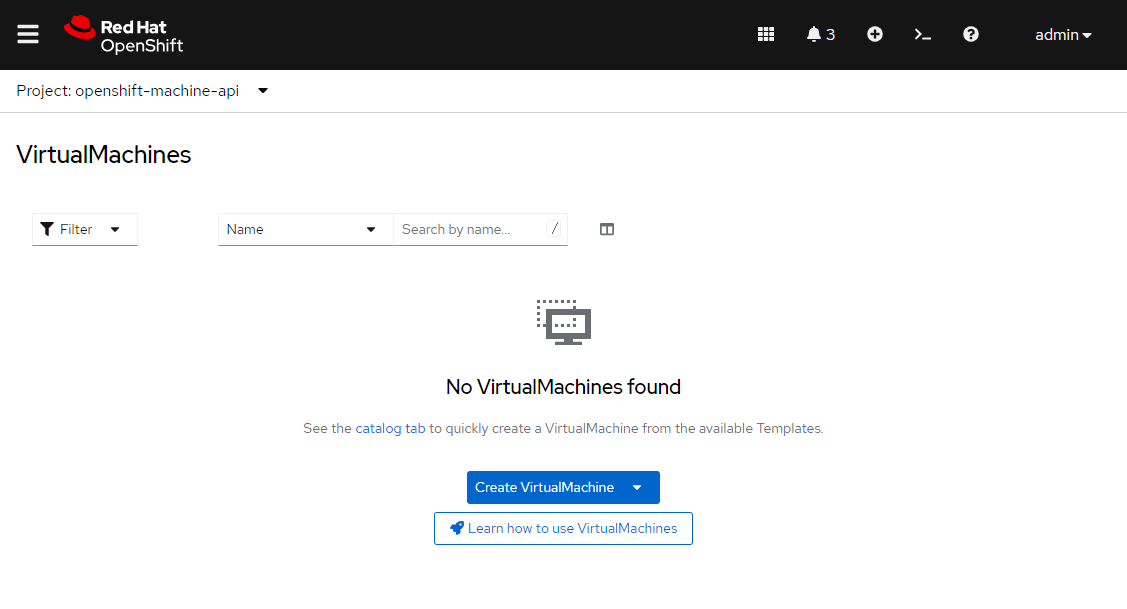 Red Hat
OpenShift
3
admin
Project: openshift-machine-api
VirtualMachines
Filter
Name
Search by name...
/
No VirtualMachines found
See the catalog tab to quickly create a VirtualMachine from the available Templates.
Create VirtualMachine
Learn how to use VirtualMachines